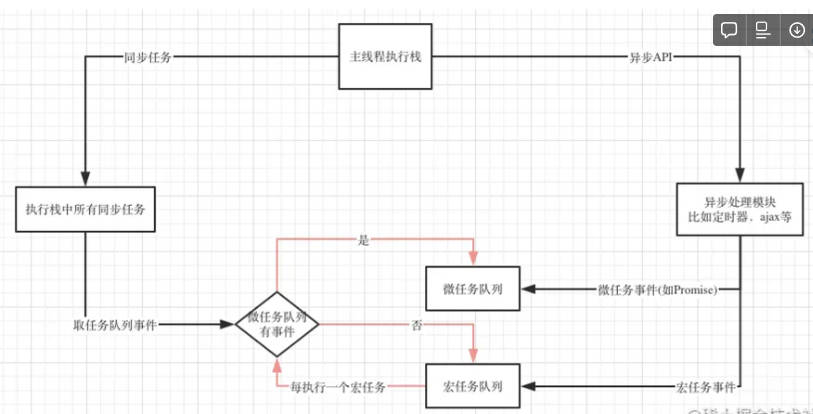 主线程执行栈
同步任务
异步API
执行栈中所有同步任务
异步处理模块
比如定时器、ajax等
是
微任务队列
微任务事件(如Promise)
微任务队列
有事件
取任务队列事件
否
每执行一个宏任务
宏任务队列
宏任务事件